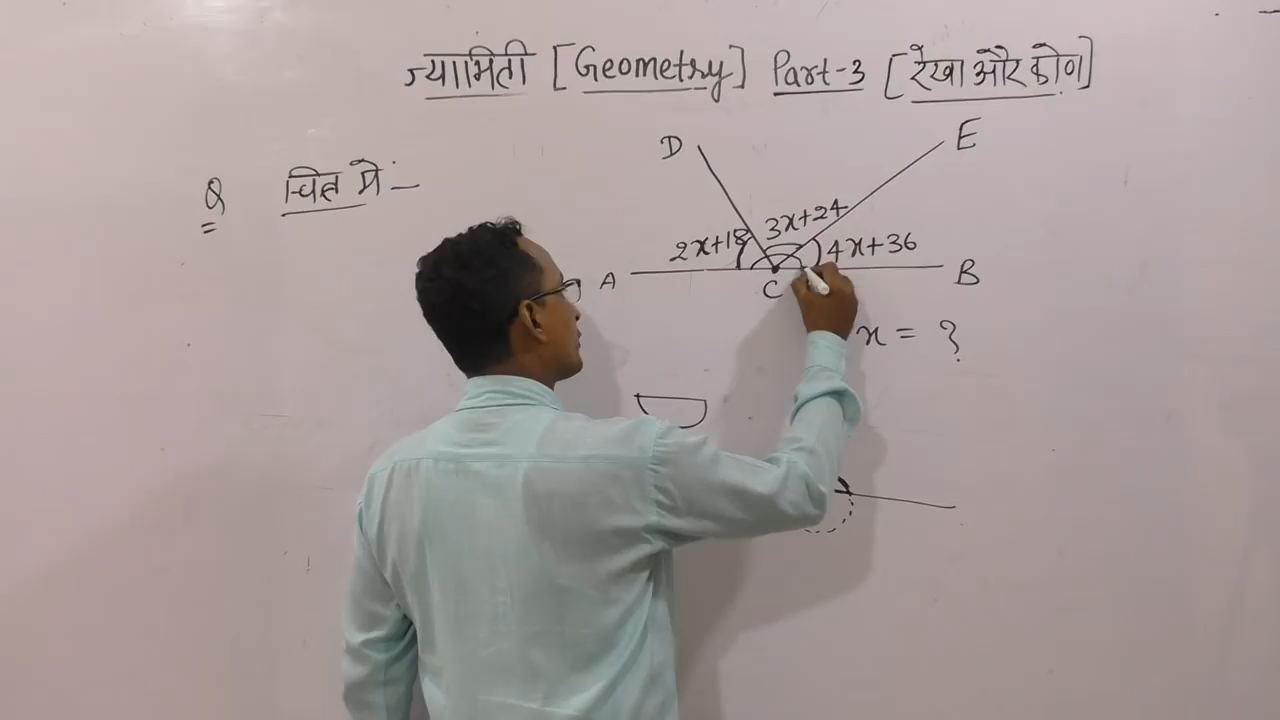 ज्यामिती [Geometry] Part-3 [रेखा और कोण]
Q चित्र में:-
D E
2x+18 3x+24 4x+36
A C B
x = ?